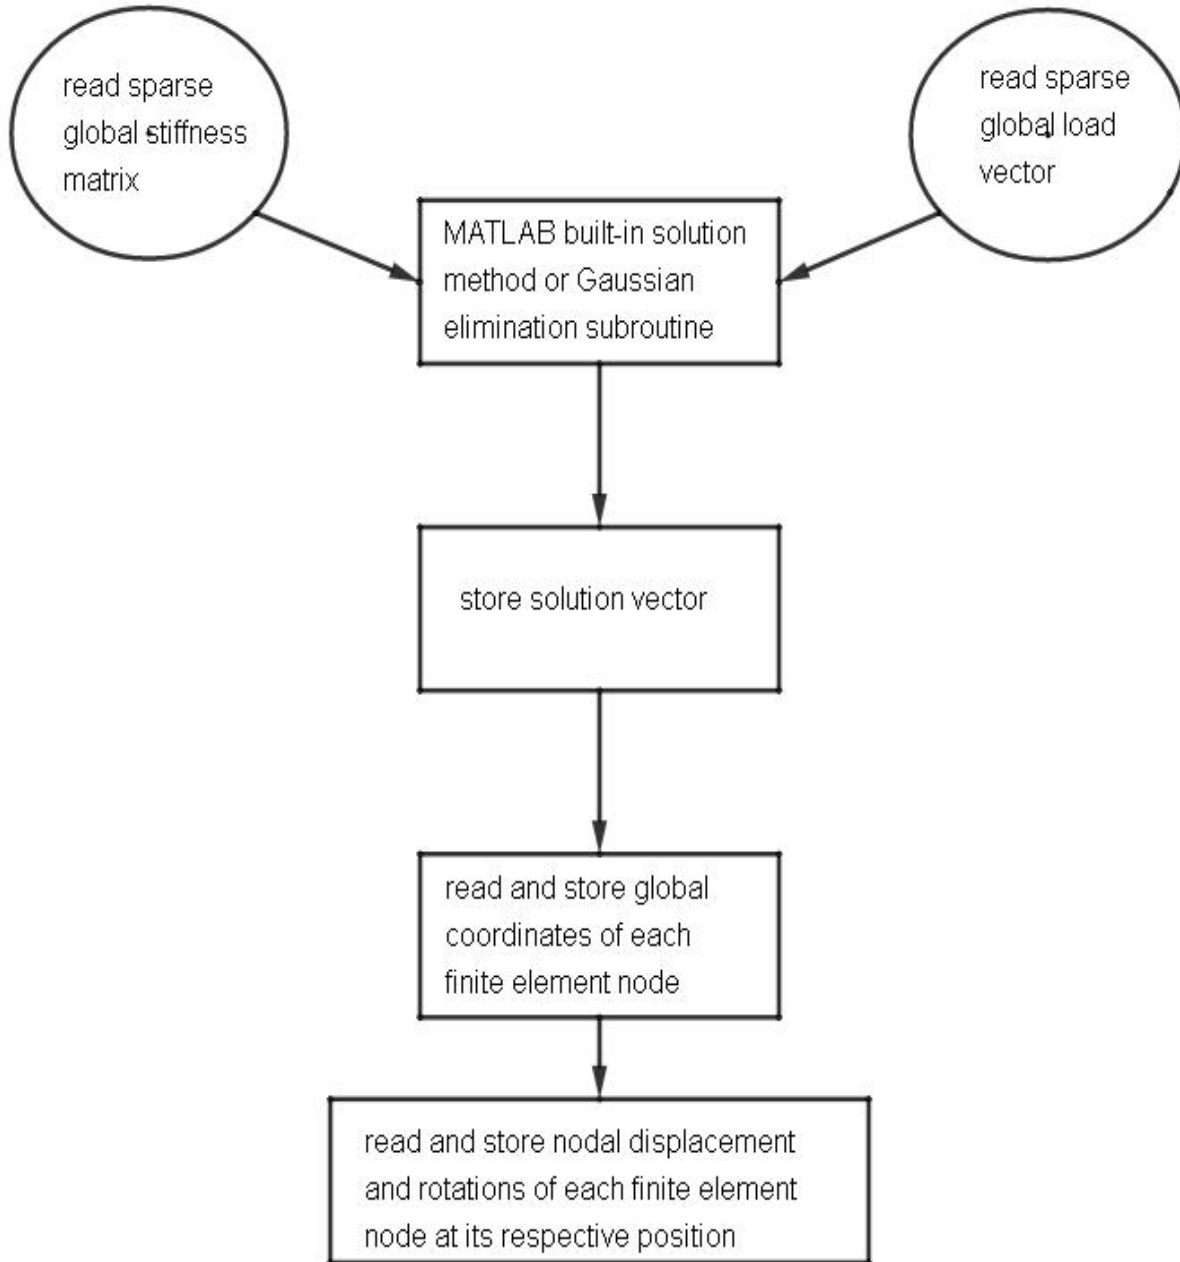 read sparse
global stiffness
matrix
read sparse
global load
vector
MATLAB built-in solution
method or Gaussian
elimination subroutine
store solution vector
read and store global
coordinates of each
finite element node
read and store nodal displacement
and rotations of each finite element
node at its respective position